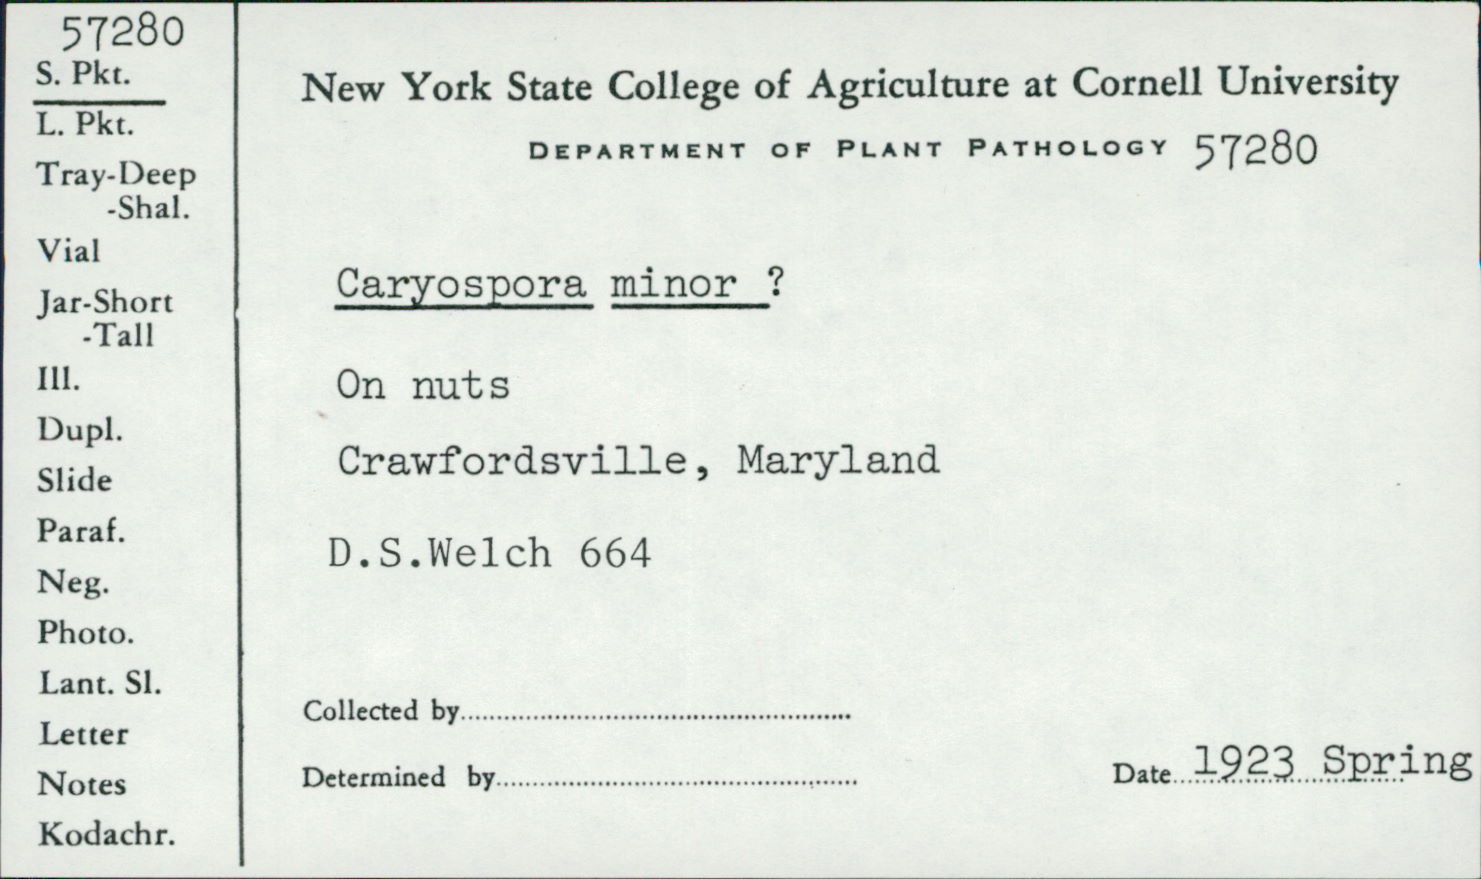 57280
S. Pkt.
L. Pkt.
Tray-Deep
-Shal.
Vial
Jar-Short
-Tall
Ill.
Dupl.
Slide
Paraf.
Neg.
Photo.
Lant. Sl.
Letter
Notes
Kodachr.
New York State College of Agriculture at Cornell University
DEPARTMENT OF PLANT PATHOLOGY 57280
Caryospora minor ?
On nuts
Crawfordsville, Maryland
D.S.Welch 664
Collected by
Determined by
Date 1923 Spring